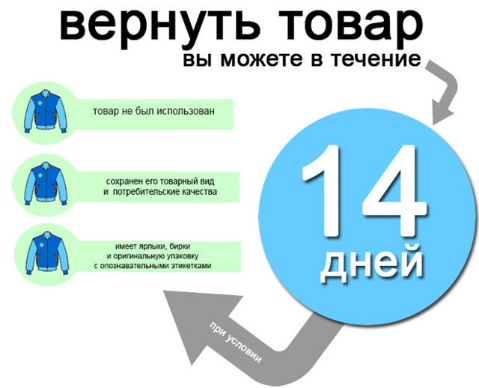 вернуть товар
вы можете в течение
14
дней
при условии
товар не был использован
сохранен его товарный вид
и потребительские качества
имеет ярлыки, бирки
и оригинальную упаковку
с опознавательными этикетками